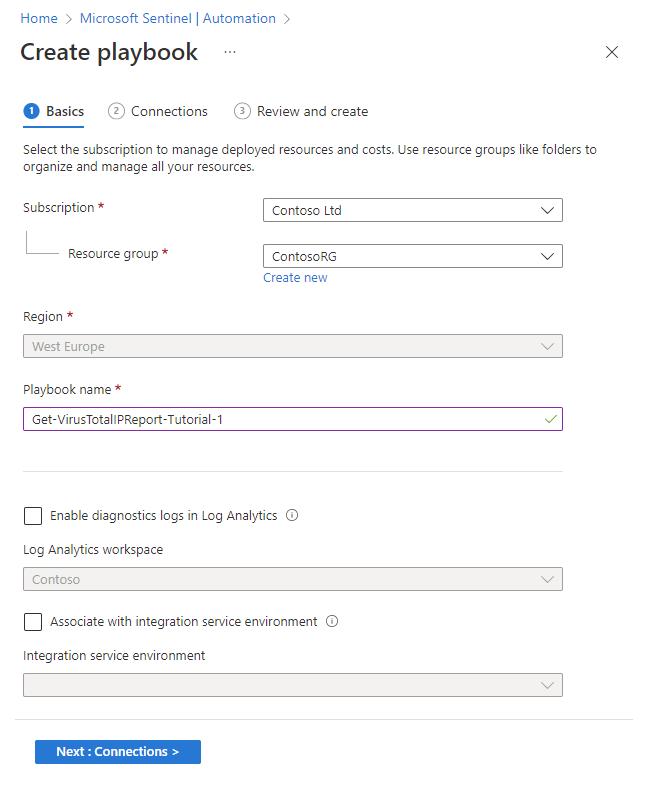 Home > Microsoft Sentinel | Automation >
Create playbook ...
1 Basics 2 Connections 3 Review and create
Select the subscription to manage deployed resources and costs. Use resource groups like folders to
organize and manage all your resources.
Subscription *
Contoso Ltd
Resource group *
ContosoRG
Create new
Region *
West Europe
Playbook name *
Get-VirusTotalIPReport-Tutorial-1
Enable diagnostics logs in Log Analytics
Log Analytics workspace
Contoso
Associate with integration service environment
Integration service environment
Next : Connections >